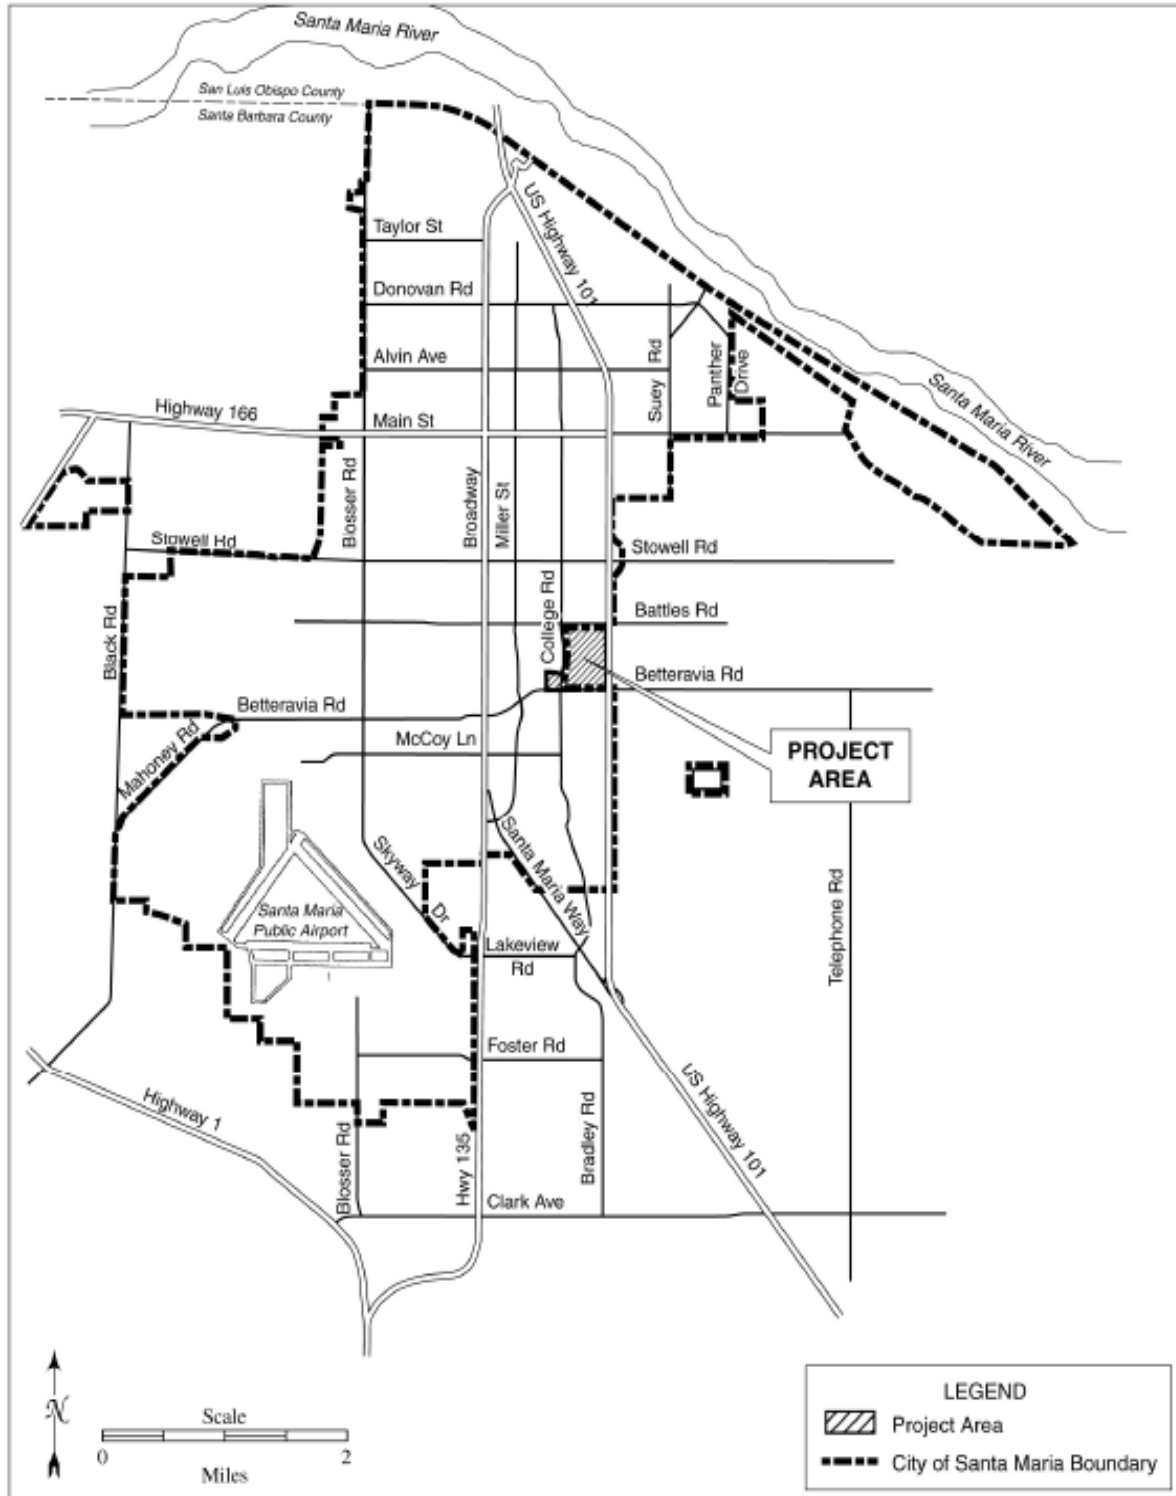 Santa Maria River
San Luis Obispo County
Santa Barbara County
US Highway 101
Taylor St
Donovan Rd
Alvin Ave
Suey Rd
Panther
Drive
Santa Maria River
Highway 166
Main St
Blosser Rd
Broadway
Miller St
Stowell Rd
Stowell Rd
College Rd
Battles Rd
Black Rd
Betteravia Rd
Betteravia Rd
Mahoney Rd
McCoy Ln
PROJECT
AREA
Skyway
Dr
Santa Maria Way
Santa Maria
Public Airport
Lakeview
Rd
Telephone Rd
Foster Rd
US Highway 101
Highway 1
Blosser Rd
Hwy 135
Bradley Rd
Clark Ave
N
Scale
0
2
Miles
LEGEND
Project Area
City of Santa Maria Boundary